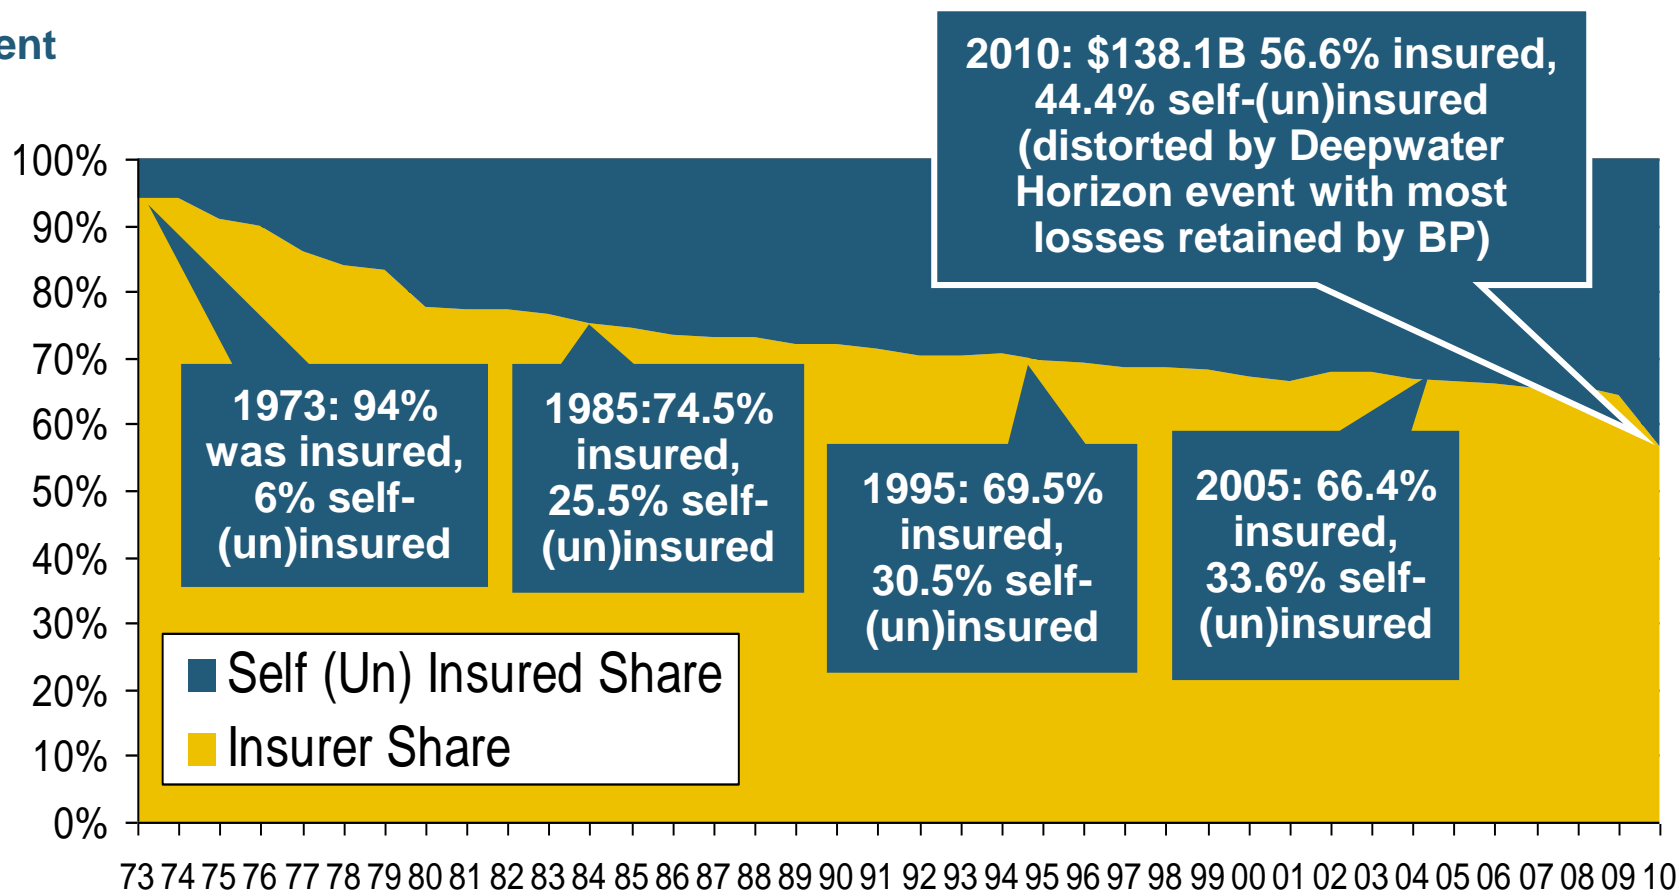 ent
2010: $138.1B 56.6% insured,
44.4% self-(un)insured
(distorted by Deepwater
Horizon event with most
losses retained by BP)
100%
90%
80%
70%
60%
50%
40%
30%
20%
10%
0%
1973: 94%
was insured,
6% self-
(un)insured
1985:74.5%
insured,
25.5% self-
(un)insured
1995: 69.5%
insured,
30.5% self-
(un)insured
2005: 66.4%
insured,
33.6% self-
(un)insured
Self (Un) Insured Share
Insurer Share
73 74 75 76 77 78 79 80 81 82 83 84 85 86 87 88 89 90 91 92 93 94 95 96 97 98 99 00 01 02 03 04 05 06 07 08 09 10